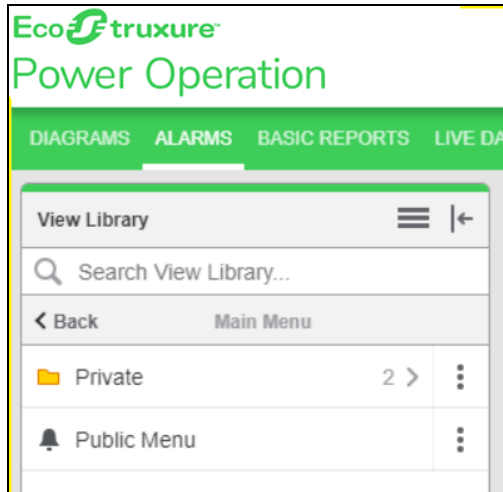 EcoStruxure™
Power Operation
DIAGRAMS ALARMS BASIC REPORTS LIVE DA
View Library
Search View Library...
Back Main Menu
Private 2
Public Menu